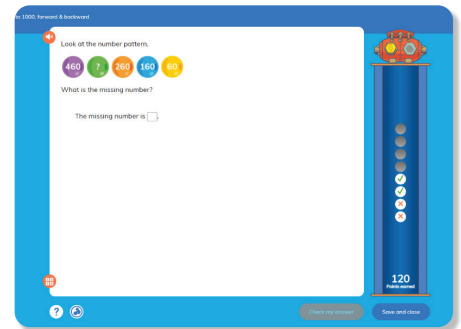 to 1000, forward & backward
Look at the number pattern.
460 ? 260 160 60
What is the missing number?
The missing number is .
120
Points earned
?
Check my answer
Save and close